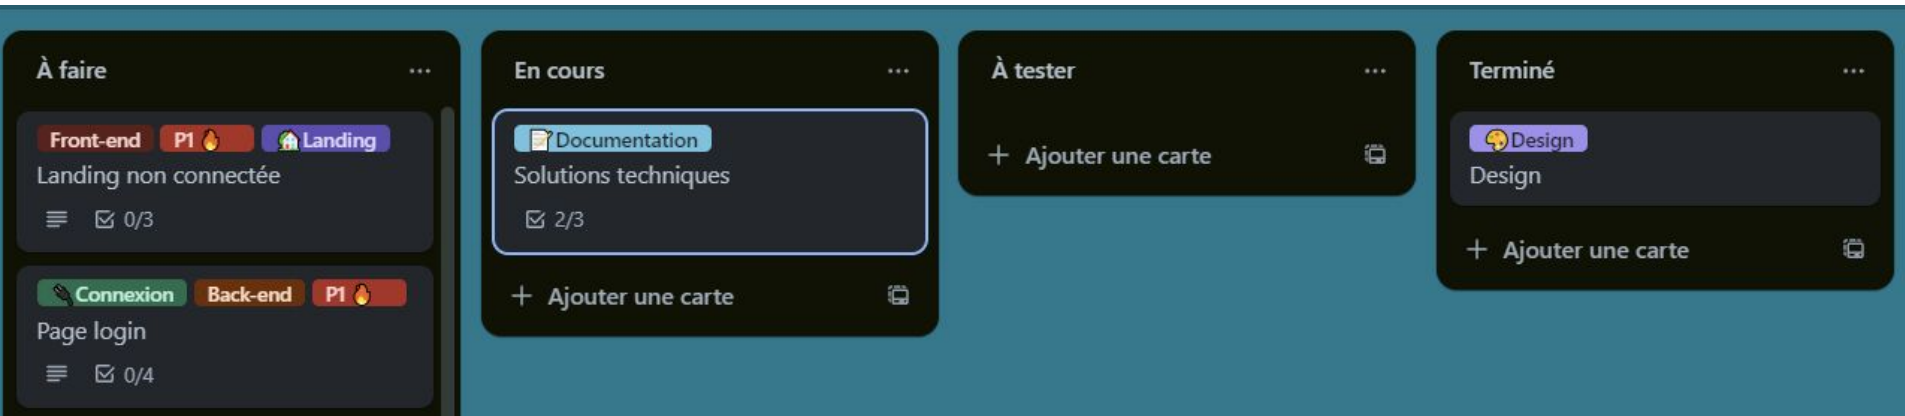 À faire
Front-end P1🔥 🏠Landing
Landing non connectée
0/3
🔌Connexion Back-end P1🔥
Page login
0/4
En cours
📝Documentation
Solutions techniques
2/3
+ Ajouter une carte
À tester
+ Ajouter une carte
Terminé
🎨Design
Design
+ Ajouter une carte